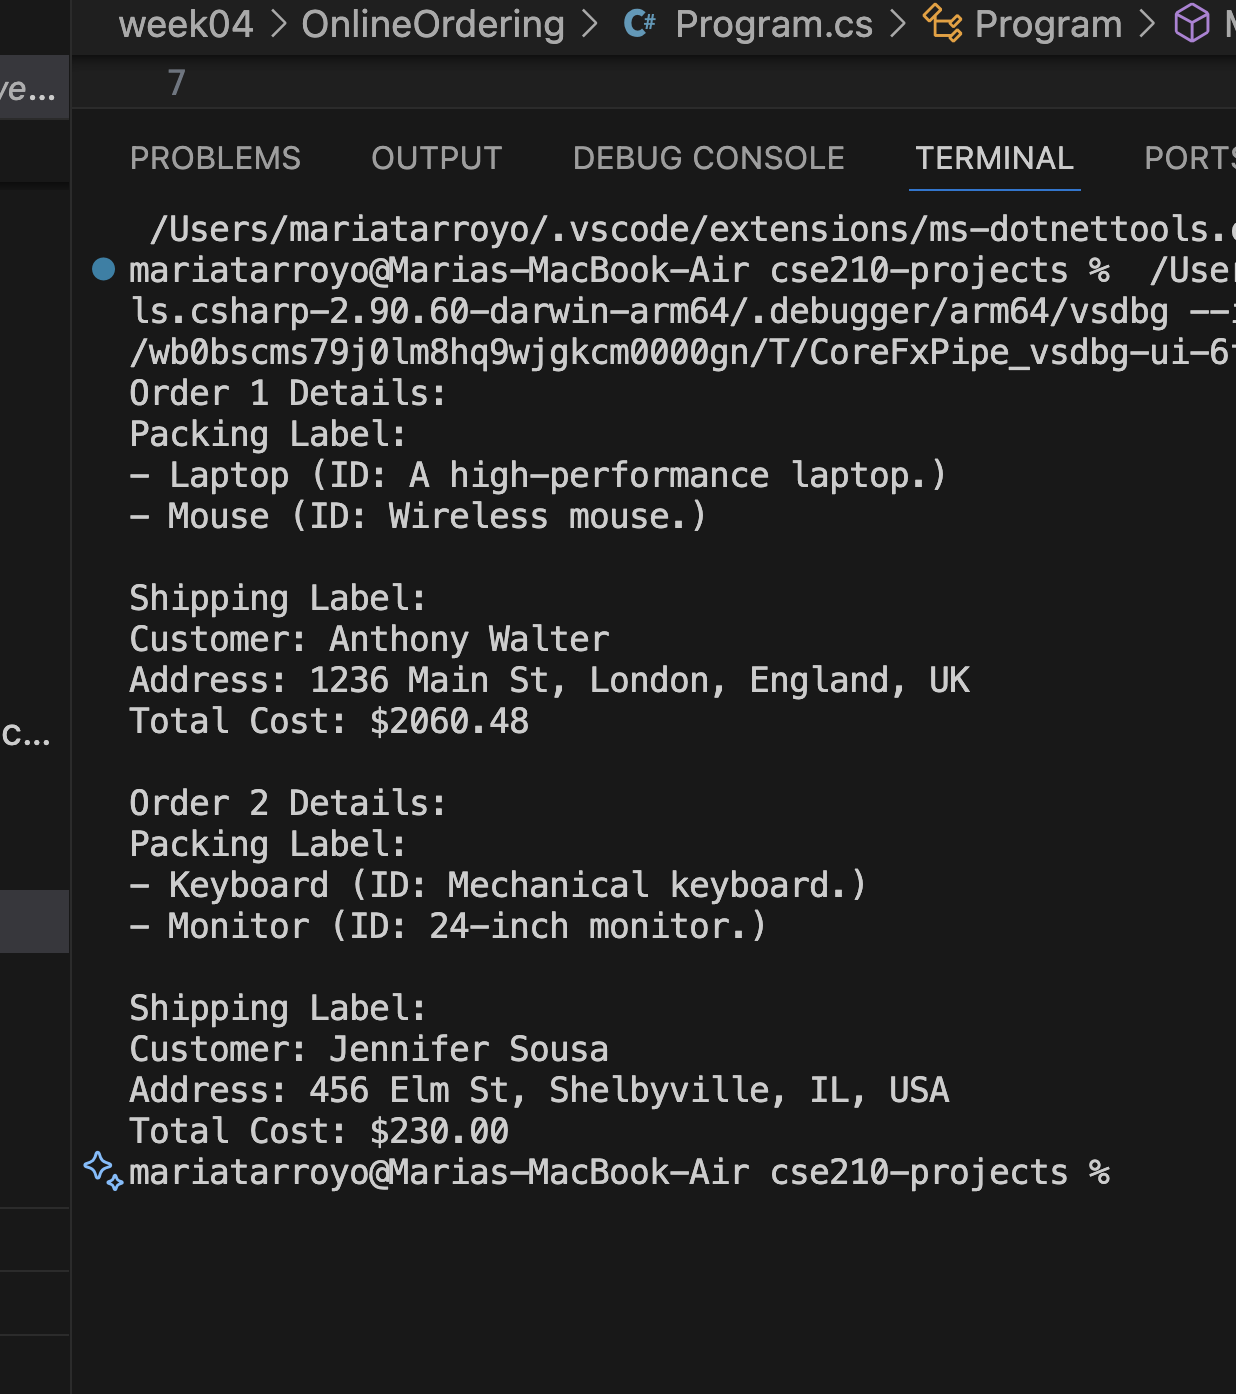 week04 > OnlineOrdering > C# Program.cs > Program >
ve...
7
PROBLEMS OUTPUT DEBUG CONSOLE TERMINAL PORTS
/Users/mariatarroyo/.vscode/extensions/ms-dotnettools.
mariatarroyo@Marias-MacBook-Air cse210-projects % /User
ls.csharp-2.90.60-darwin-arm64/.debugger/arm64/vsdbg --
/wb0bscms79j0lm8hq9wjgkcm0000gn/T/CoreFxPipe_vsdbg-ui-6
Order 1 Details:
Packing Label:
- Laptop (ID: A high-performance laptop.)
- Mouse (ID: Wireless mouse.)
Shipping Label:
Customer: Anthony Walter
Address: 1236 Main St, London, England, UK
Total Cost: $2060.48
c...
Order 2 Details:
Packing Label:
- Keyboard (ID: Mechanical keyboard.)
- Monitor (ID: 24-inch monitor.)
Shipping Label:
Customer: Jennifer Sousa
Address: 456 Elm St, Shelbyville, IL, USA
Total Cost: $230.00
mariatarroyo@Marias-MacBook-Air cse210-projects %